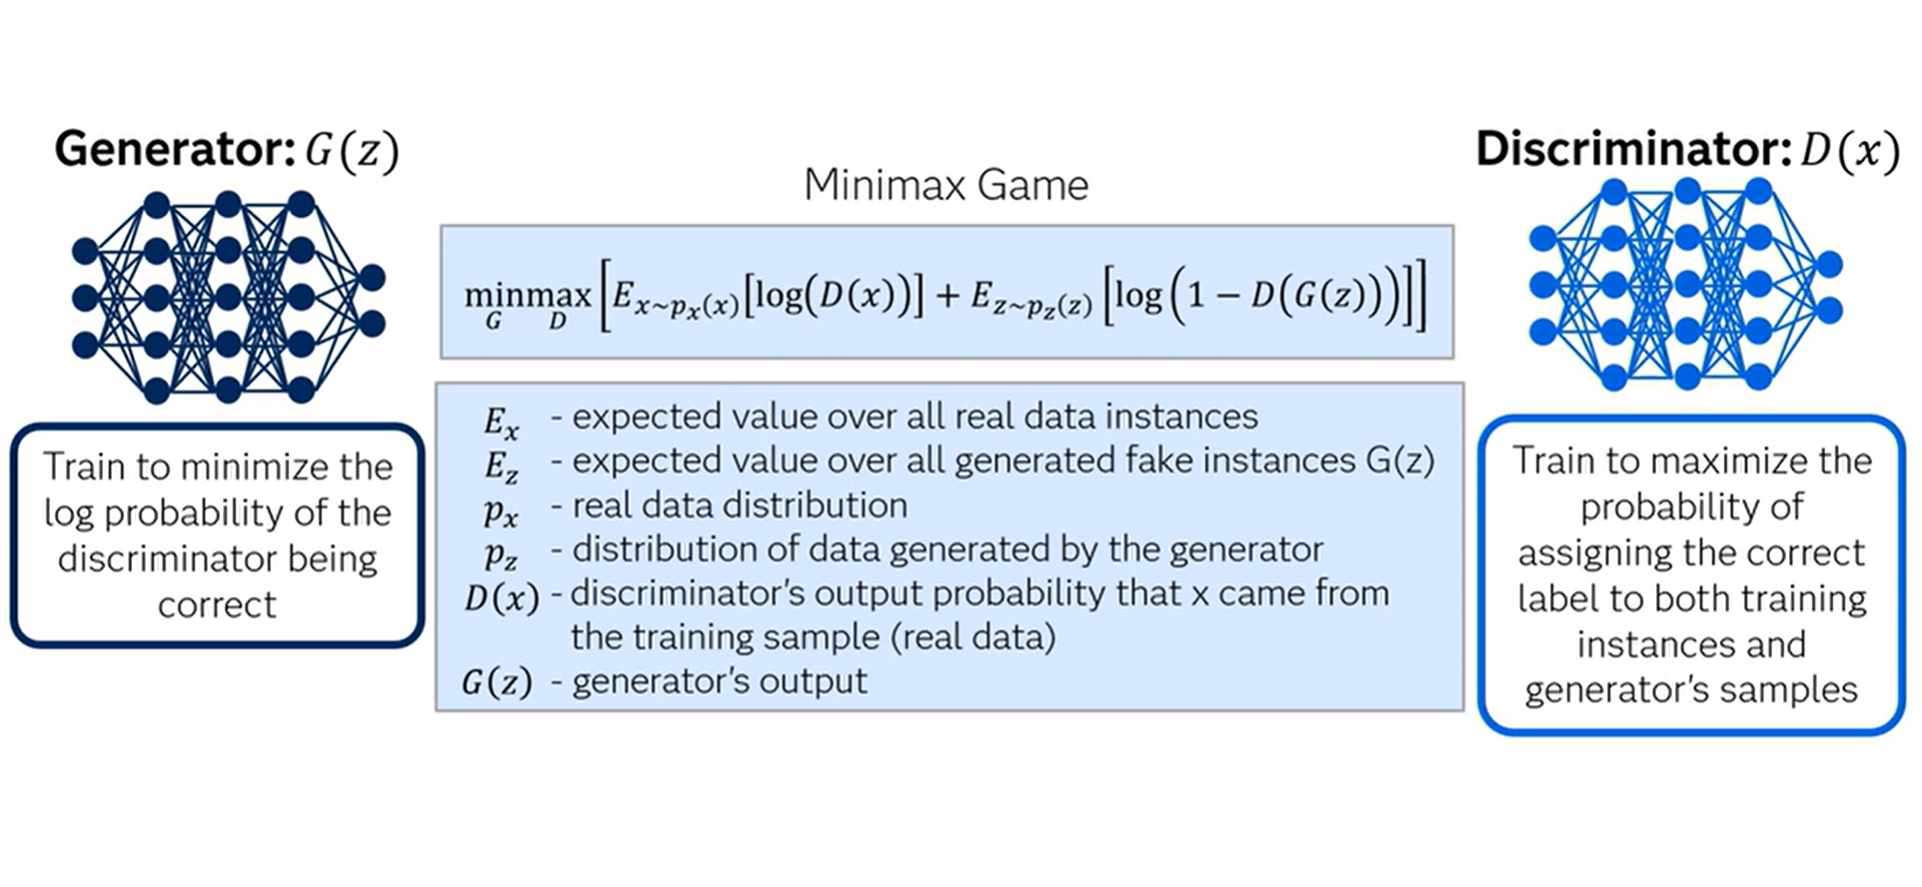 Generator: G(z)
Minimax Game
Discriminator: D(x)
min_G max_D [E_{x~p_x(x)}[log(D(x))] + E_{z~p_z(z)} [log(1 − D(G(z)))]]
Train to minimize the
log probability of the
discriminator being
correct
E_x - expected value over all real data instances
E_z - expected value over all generated fake instances G(z)
p_x - real data distribution
p_z - distribution of data generated by the generator
D(x) - discriminator's output probability that x came from
the training sample (real data)
G(z) - generator's output
Train to maximize the
probability of
assigning the correct
label to both training
instances and
generator's samples